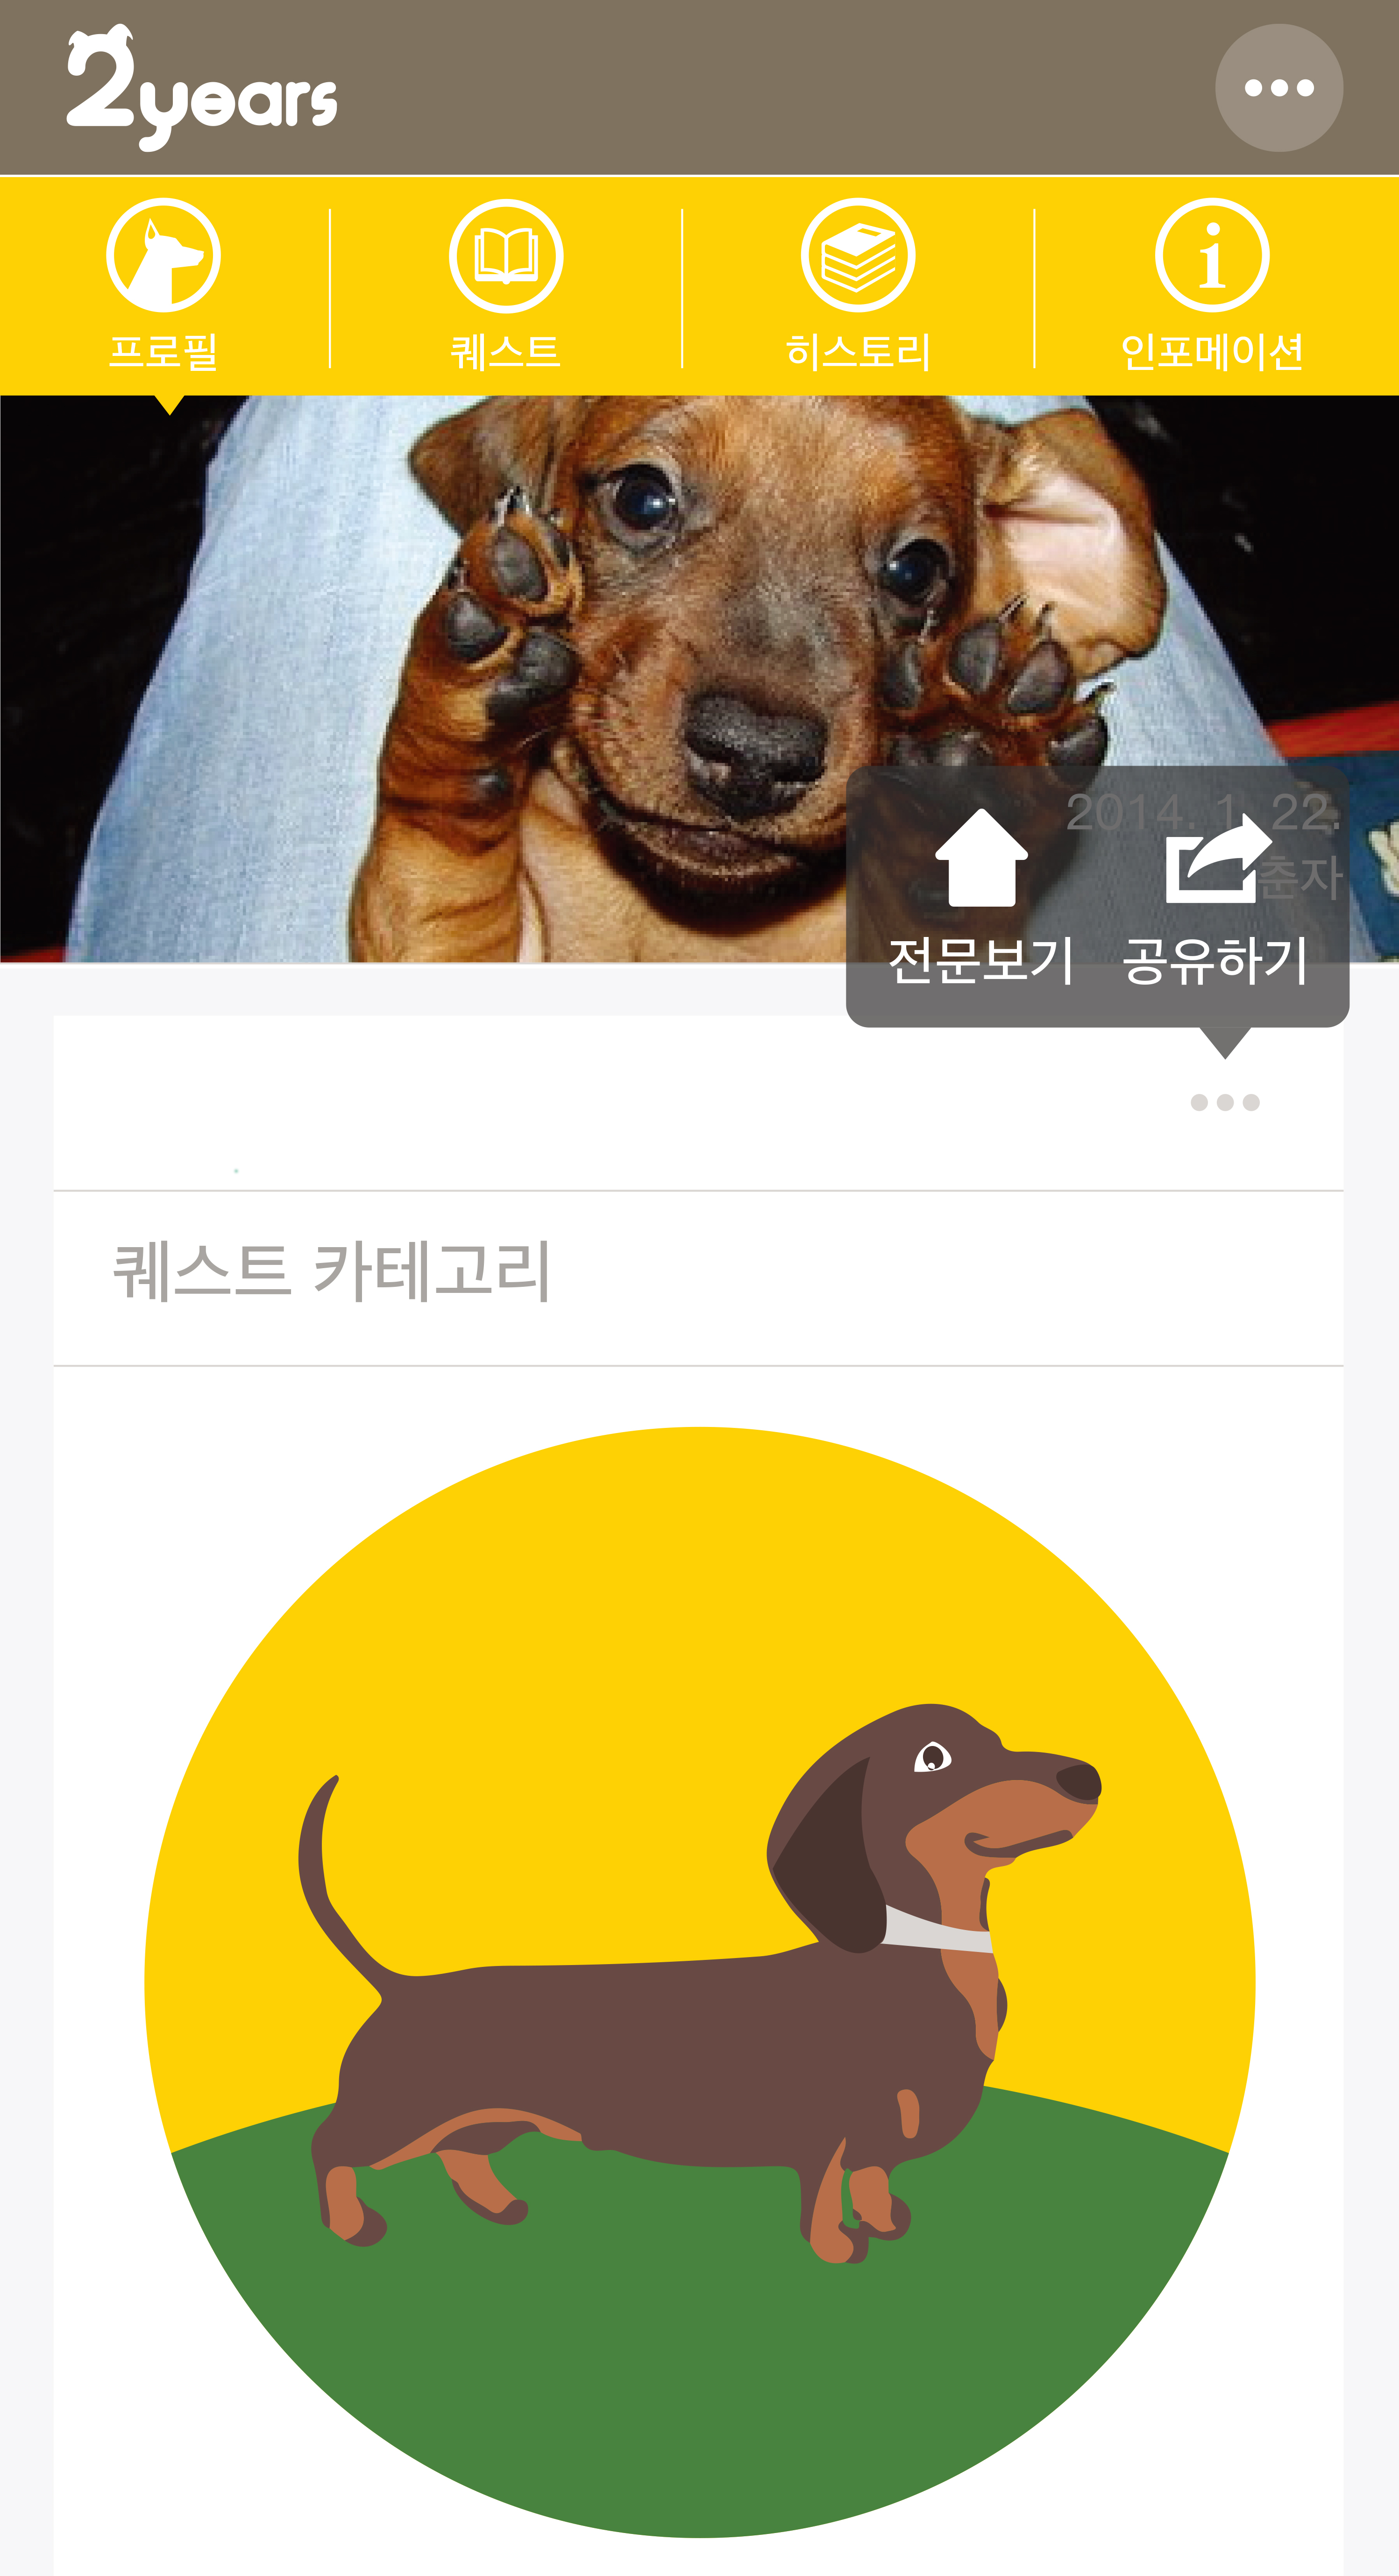 2years
프로필
퀘스트
히스토리
인포메이션
2014. 1. 22.
춘자
전문보기
공유하기
퀘스트 카테고리